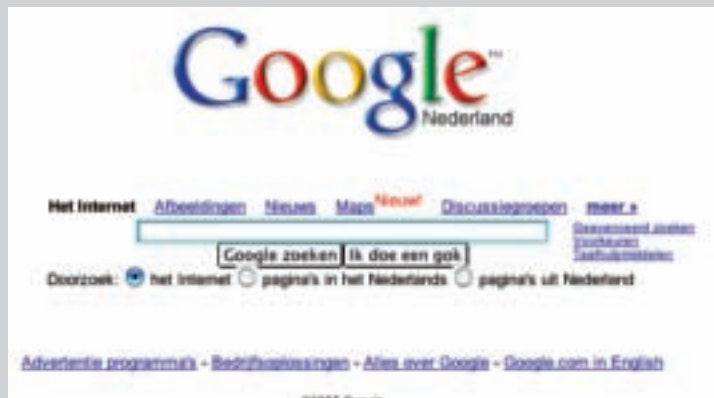 Google™
Nederland
Het Internet Afbeeldingen Nieuws Maps Nieuw! Discussiegroepen meer »
Geavanceerd zoeken
Voorkeuren
Taalhulpmiddelen
Google zoeken Ik doe een gok
Doorzoek: het Internet pagina's in het Nederlands pagina's uit Nederland
Advertentie programma's - Bedrijfsoplossingen - Alles over Google - Google.com in English
Google